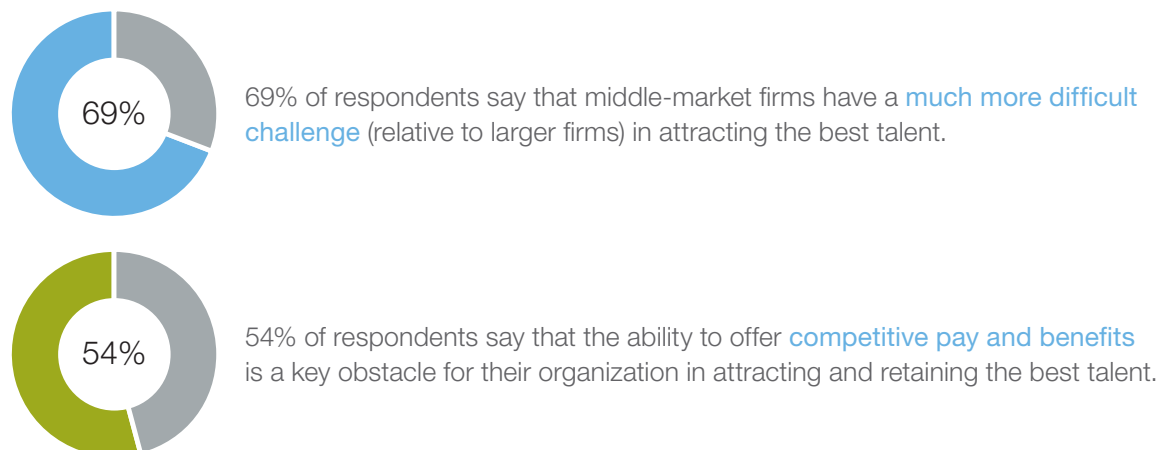 69%
69% of respondents say that middle-market firms have a much more difficult
challenge (relative to larger firms) in attracting the best talent.
54%
54% of respondents say that the ability to offer competitive pay and benefits
is a key obstacle for their organization in attracting and retaining the best talent.